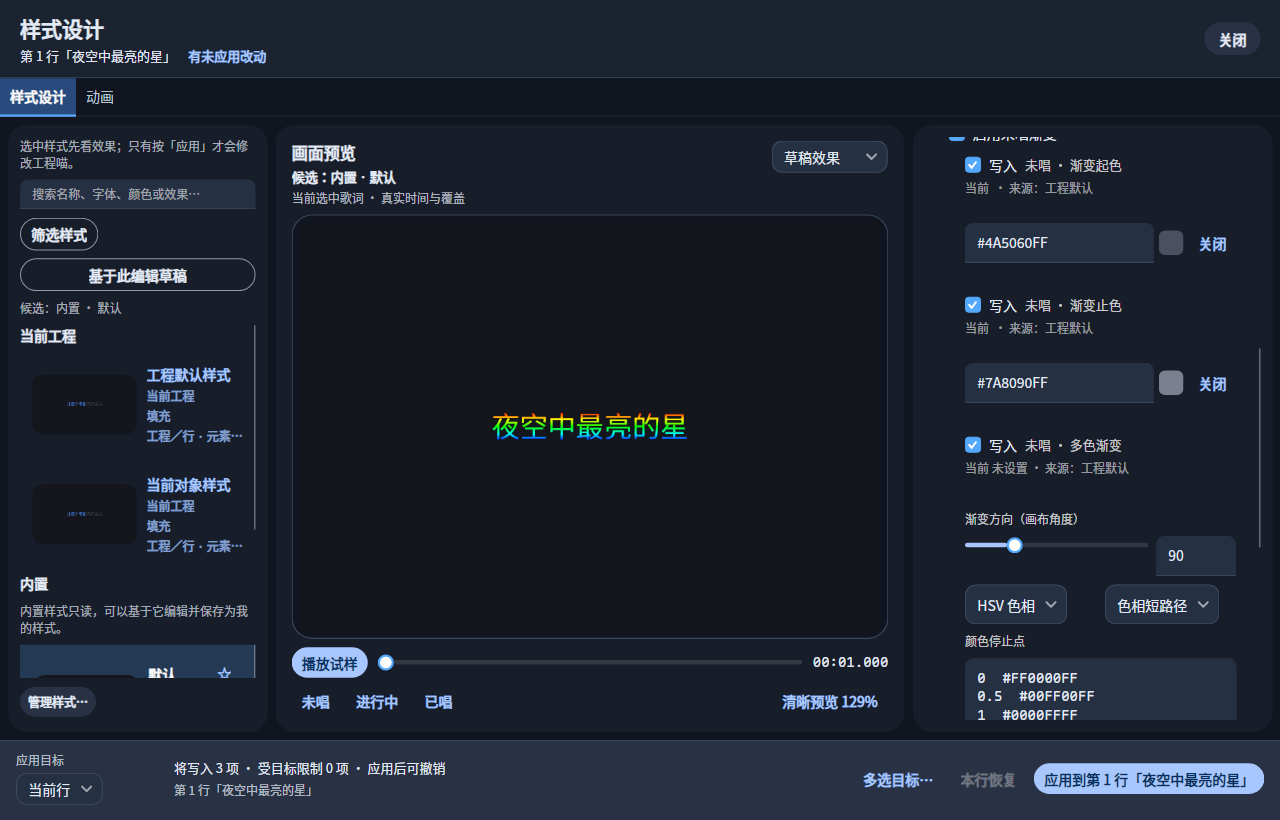 样式设计
第 1 行「夜空中最亮的星」 有未应用改动
关闭
样式设计 动画
选中样式先看效果；只有按「应用」才会修
改工程喵。
搜索名称、字体、颜色或效果…
筛选样式
基于此编辑草稿
候选：内置 · 默认
当前工程
工程默认样式
当前工程
填充
工程／行 · 元素…
当前对象样式
当前工程
填充
工程／行 · 元素…
内置
内置样式只读，可以基于它编辑并保存为我
的样式。
默认
管理样式…
画面预览
候选：内置 · 默认
当前选中歌词 · 真实时间与覆盖
草稿效果
夜空中最亮的星
播放试样
00:01.000
未唱 进行中 已唱
清晰预览 129%
启用未唱渐变
写入 未唱 · 渐变起色
当前 · 来源：工程默认
#4A5060FF 关闭
写入 未唱 · 渐变止色
当前 · 来源：工程默认
#7A8090FF 关闭
写入 未唱 · 多色渐变
当前 未设置 · 来源：工程默认
渐变方向（画布角度）
90
HSV 色相 色相短路径
颜色停止点
0 #FF0000FF
0.5 #00FF00FF
1 #0000FFFF
应用目标
当前行
将写入 3 项 · 受目标限制 0 项 · 应用后可撤销
第 1 行「夜空中最亮的星」
多选目标… 本行恢复 应用到第 1 行「夜空中最亮的星」